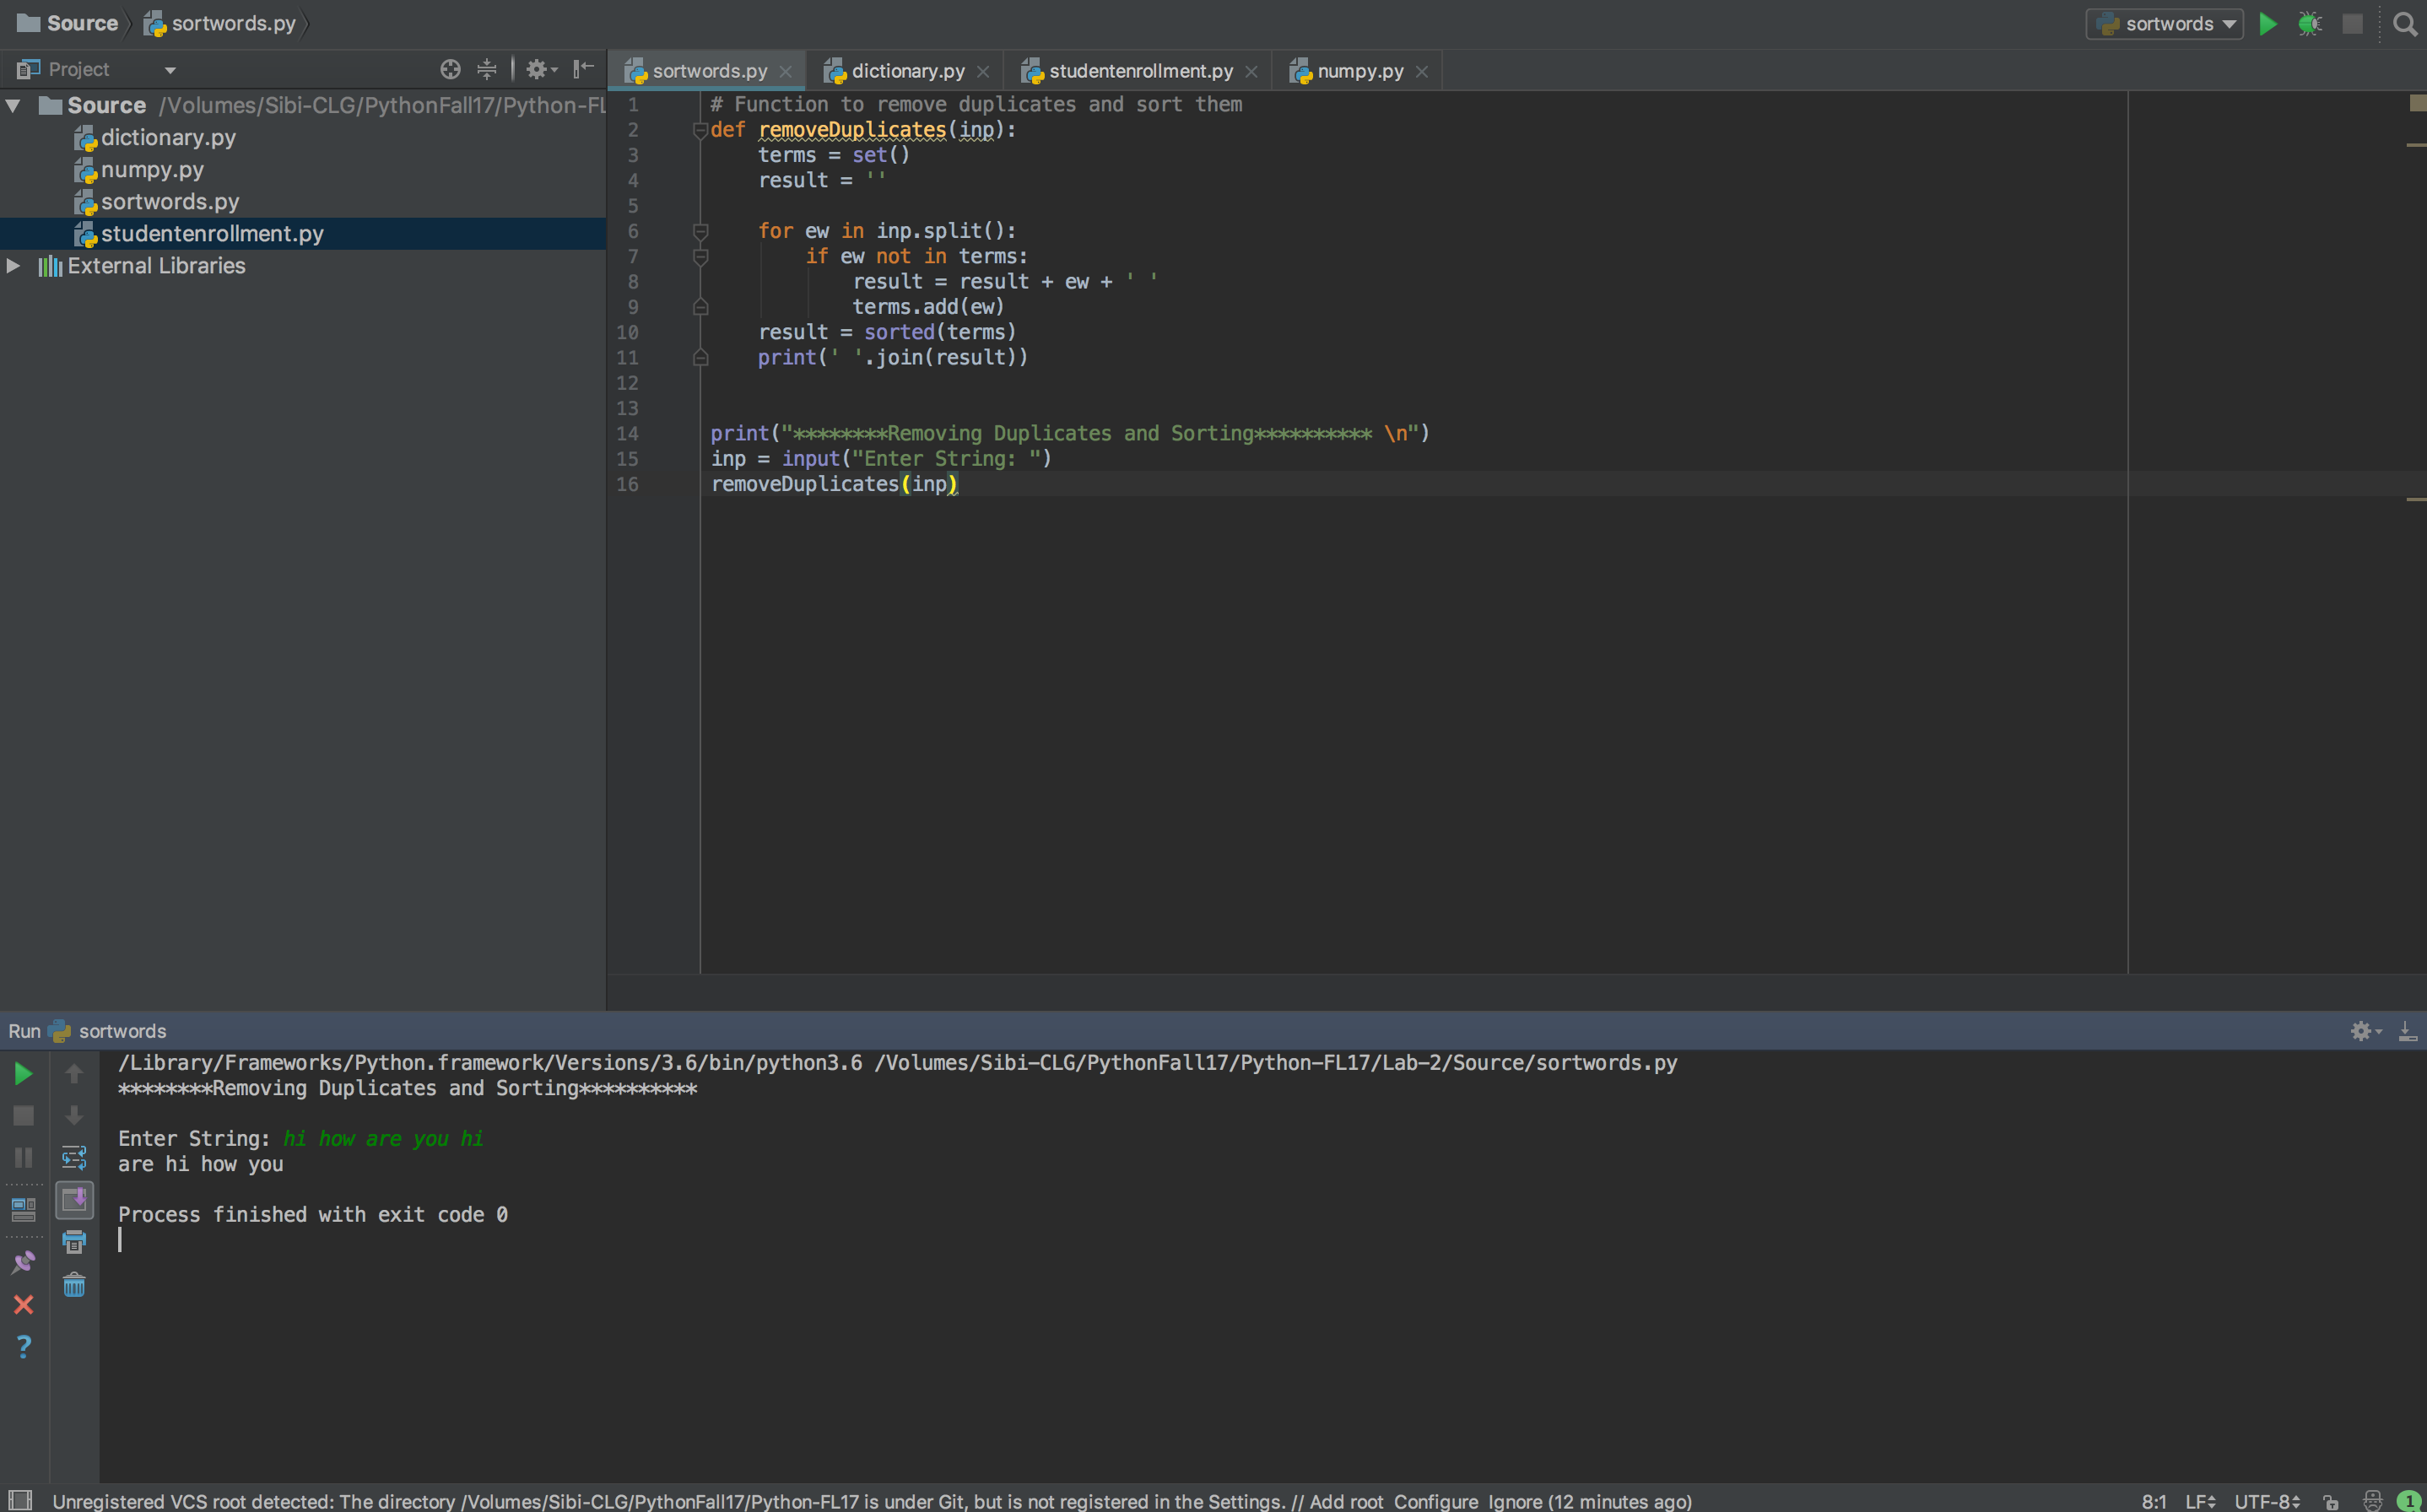 Source sortwords.py sortwords
Project
sortwords.py dictionary.py studentenrollment.py numpy.py
Source /Volumes/Sibi-CLG/PythonFall17/Python-FL
dictionary.py
numpy.py
sortwords.py
studentenrollment.py
External Libraries
1 # Function to remove duplicates and sort them
2 def removeDuplicates(inp):
3     terms = set()
4     result = ''
5
6     for ew in inp.split():
7         if ew not in terms:
8             result = result + ew + ' '
9             terms.add(ew)
10     result = sorted(terms)
11     print(' '.join(result))
12
13
14 print("********Removing Duplicates and Sorting********** \n")
15 inp = input("Enter String: ")
16 removeDuplicates(inp)
Run sortwords
/Library/Frameworks/Python.framework/Versions/3.6/bin/python3.6 /Volumes/Sibi-CLG/PythonFall17/Python-FL17/Lab-2/Source/sortwords.py
********Removing Duplicates and Sorting**********
Enter String: hi how are you hi
are hi how you
Process finished with exit code 0
?
Unregistered VCS root detected: The directory /Volumes/Sibi-CLG/PythonFall17/Python-FL17 is under Git, but is not registered in the Settings. // Add root Configure Ignore (12 minutes ago) 8:1 LF UTF-8 1